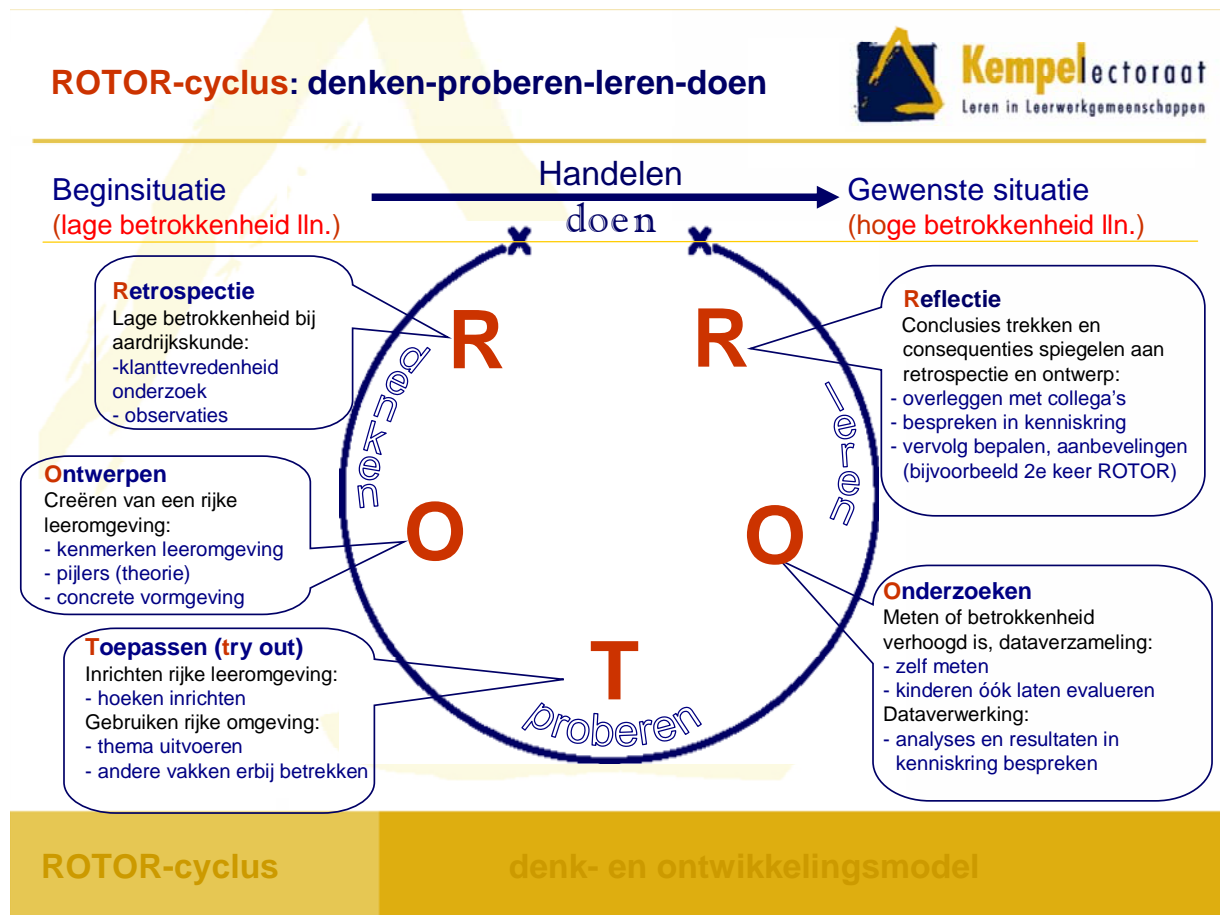 ROTOR-cyclus: denken-proberen-leren-doen
Kempellectoraat
Leren in Leerwerkgemeenschappen
Beginsituatie
(lage betrokkenheid lln.)
Handelen
doen
Gewenste situatie
(hoge betrokkenheid lln.)
Retrospectie
Lage betrokkenheid bij
aardrijkskunde:
-klanttevredenheid
onderzoek
- observaties
R
denken
Ontwerpen
Creëren van een rijke
leeromgeving:
- kenmerken leeromgeving
- pijlers (theorie)
- concrete vormgeving
O
Toepassen (try out)
Inrichten rijke leeromgeving:
- hoeken inrichten
Gebruiken rijke omgeving:
- thema uitvoeren
- andere vakken erbij betrekken
T
proberen
O
Onderzoeken
Meten of betrokkenheid
verhoogd is, dataverzameling:
- zelf meten
- kinderen óók laten evalueren
Dataverwerking:
- analyses en resultaten in
kenniskring bespreken
R
leren
Reflectie
Conclusies trekken en
consequenties spiegelen aan
retrospectie en ontwerp:
- overleggen met collega's
- bespreken in kenniskring
- vervolg bepalen, aanbevelingen
(bijvoorbeeld 2e keer ROTOR)
ROTOR-cyclus
denk- en ontwikkelingsmodel